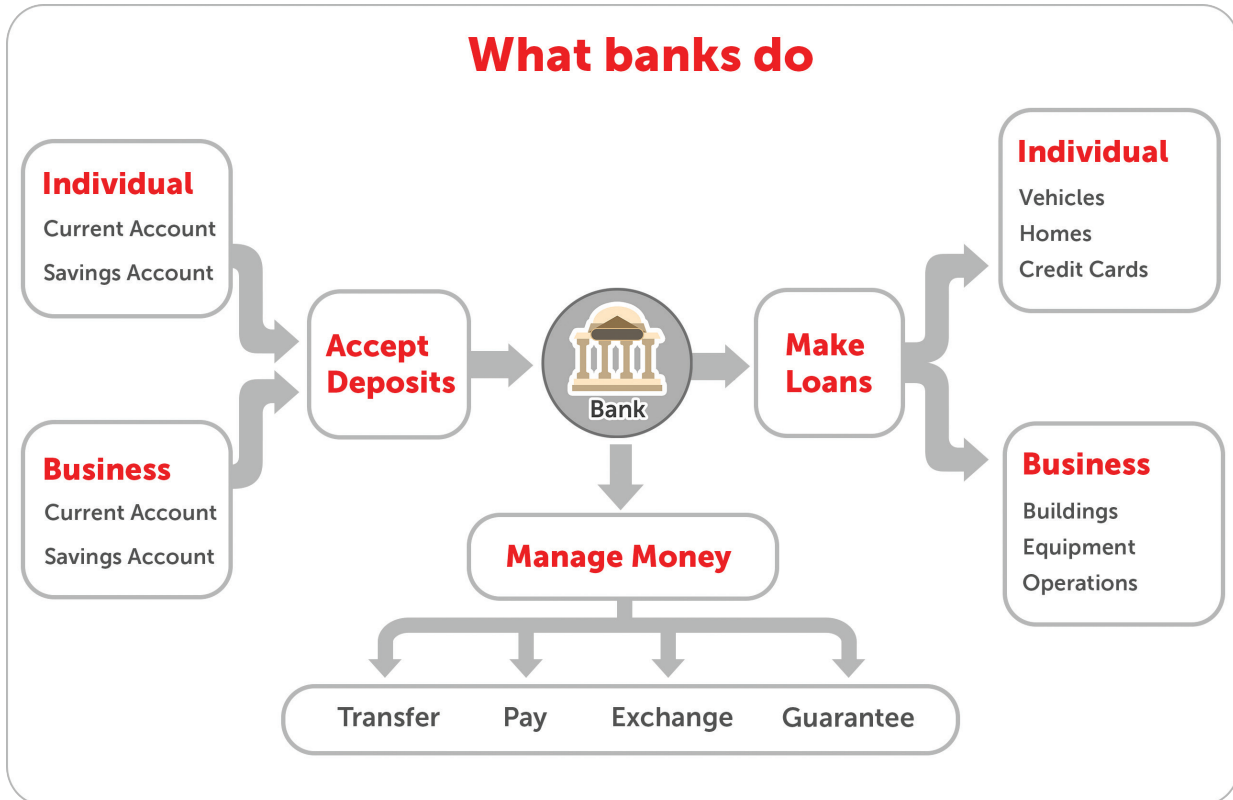 What banks do
Individual
Current Account
Savings Account
Business
Current Account
Savings Account
Accept
Deposits
Bank
Make
Loans
Individual
Vehicles
Homes
Credit Cards
Business
Buildings
Equipment
Operations
Manage Money
Transfer Pay Exchange Guarantee